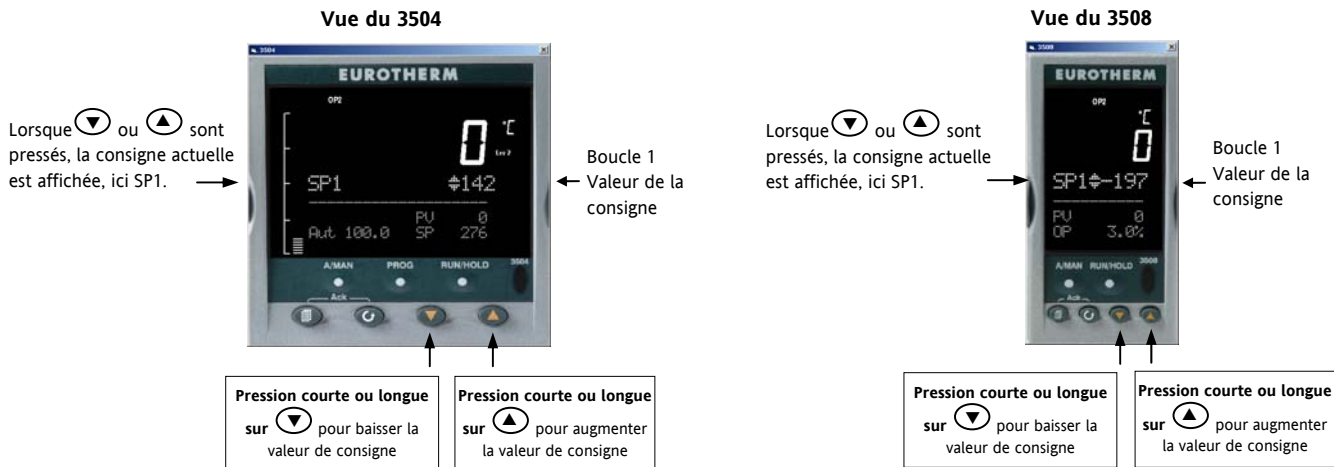 Vue du 3504
3504
EUROTHERM
OP2
0 °C
SP1 142
PV 0
Aut 100.0 SP 276
A/MAN PROG RUN/HOLD 3504
Ack
Lorsque ou sont
pressés, la consigne actuelle
est affichée, ici SP1.
Boucle 1
Valeur de la
consigne
Pression courte ou longue
sur pour baisser la
valeur de consigne
Pression courte ou longue
sur pour augmenter
la valeur de consigne
Vue du 3508
3508
EUROTHERM
OP2
°C
0
SP1 -197
PV 0
OP 3.0%
A/MAN RUN/HOLD 3508
Ack
Lorsque ou sont
pressés, la consigne actuelle
est affichée, ici SP1.
Boucle 1
Valeur de la
consigne
Pression courte ou longue
sur pour baisser la
valeur de consigne
Pression courte ou longue
sur pour augmenter
la valeur de consigne